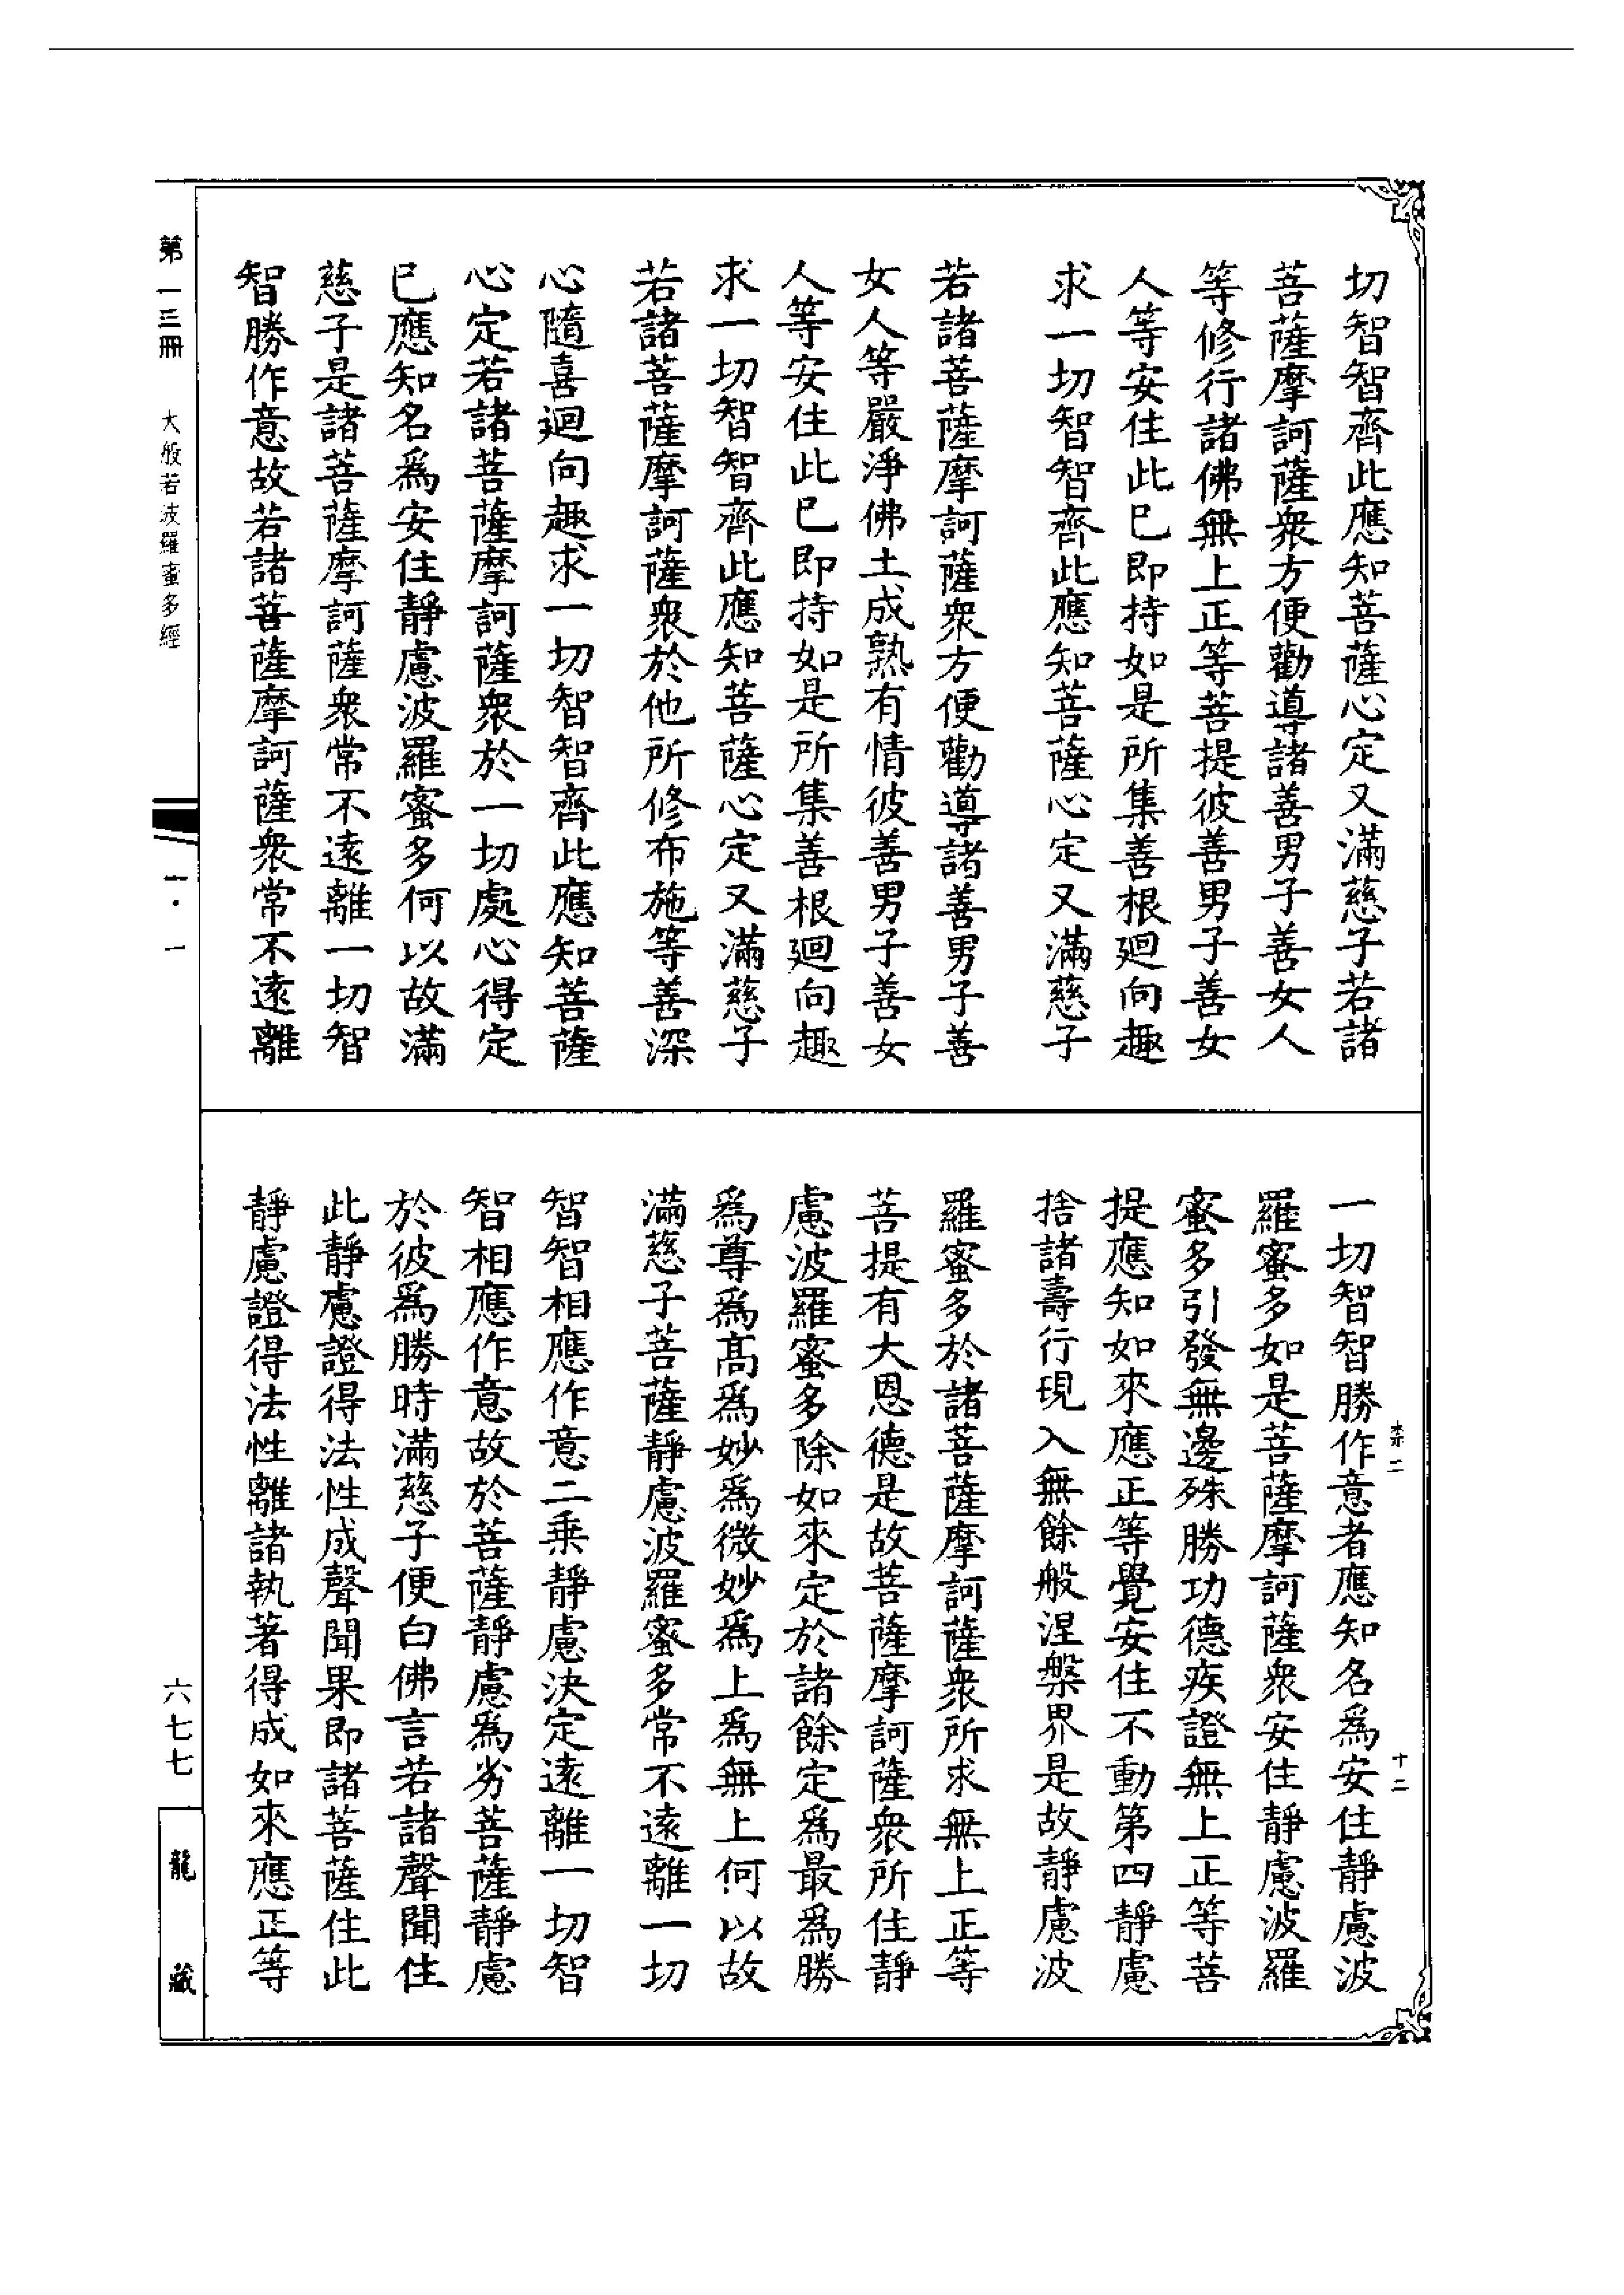 切智智齊此應知菩薩心定又滿慈子若諸
菩薩摩訶薩衆方便勸導諸善男子善女人
等修行諸佛無上正等菩提彼善男子善女
人等安住此已即持如是所集善根迴向趣
求一切智智齊此應知菩薩心定又滿慈子
若諸菩薩摩訶薩衆方便勸導諸善男子善
女人等嚴淨佛土成熟有情彼善男子善女
人等安住此已即持如是所集善根迴向趣
求一切智智齊此應知菩薩心定又滿慈子
若諸菩薩摩訶薩衆於他所修布施等善深
心隨喜迴向趣求一切智智齊此應知菩薩
心定若諸菩薩摩訶薩衆於一切處心得定
已應知名爲安住靜慮波羅蜜多何以故滿
慈子是諸菩薩摩訶薩衆常不遠離一切智
智勝作意故若諸菩薩摩訶薩衆常不遠離
一切智智勝作意者應知名爲安住靜慮波
羅蜜多如是菩薩摩訶薩衆安住靜慮波羅
蜜多引發無邊殊勝功德疾證無上正等菩
提應知如來應正等覺安住不動第四靜慮
捨諸壽行現入無餘般涅槃界是故靜慮波
羅蜜多於諸菩薩摩訶薩衆所求無上正等
菩提有大恩德是故菩薩摩訶薩衆所住靜
慮波羅蜜多除如來定於諸餘定爲最爲勝
爲尊爲高爲妙爲微妙爲上爲無上何以故
滿慈子菩薩靜慮波羅蜜多常不遠離一切
智智相應作意二乘靜慮決定遠離一切智
智相應作意故於菩薩靜慮爲劣菩薩靜慮
於彼爲勝時滿慈子便白佛言若諸聲聞住
此靜慮證得法性成聲聞果即諸菩薩住此
靜慮證得法性離諸執著得成如來應正等
柰二
十二
第一三冊 大般若波羅蜜多經
一·一
六七七
龍藏